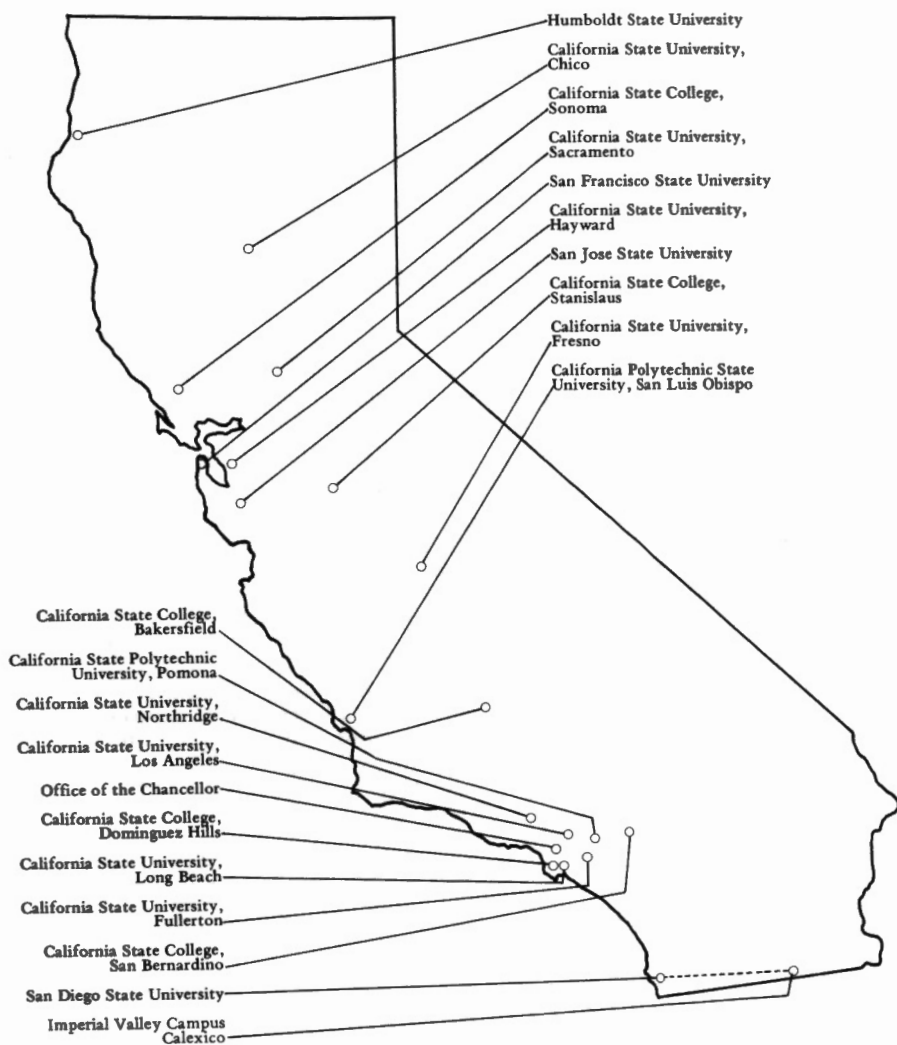 Humboldt State University
California State University,
Chico
California State College,
Sonoma
California State University,
Sacramento
San Francisco State University
California State University,
Hayward
San Jose State University
California State College,
Stanislaus
California State University,
Fresno
California Polytechnic State
University, San Luis Obispo
California State College,
Bakersfield
California State Polytechnic
University, Pomona
California State University,
Northridge
California State University,
Los Angeles
Office of the Chancellor
California State College,
Dominguez Hills
California State University,
Long Beach
California State University,
Fullerton
California State College,
San Bernardino
San Diego State University
Imperial Valley Campus
Calexico